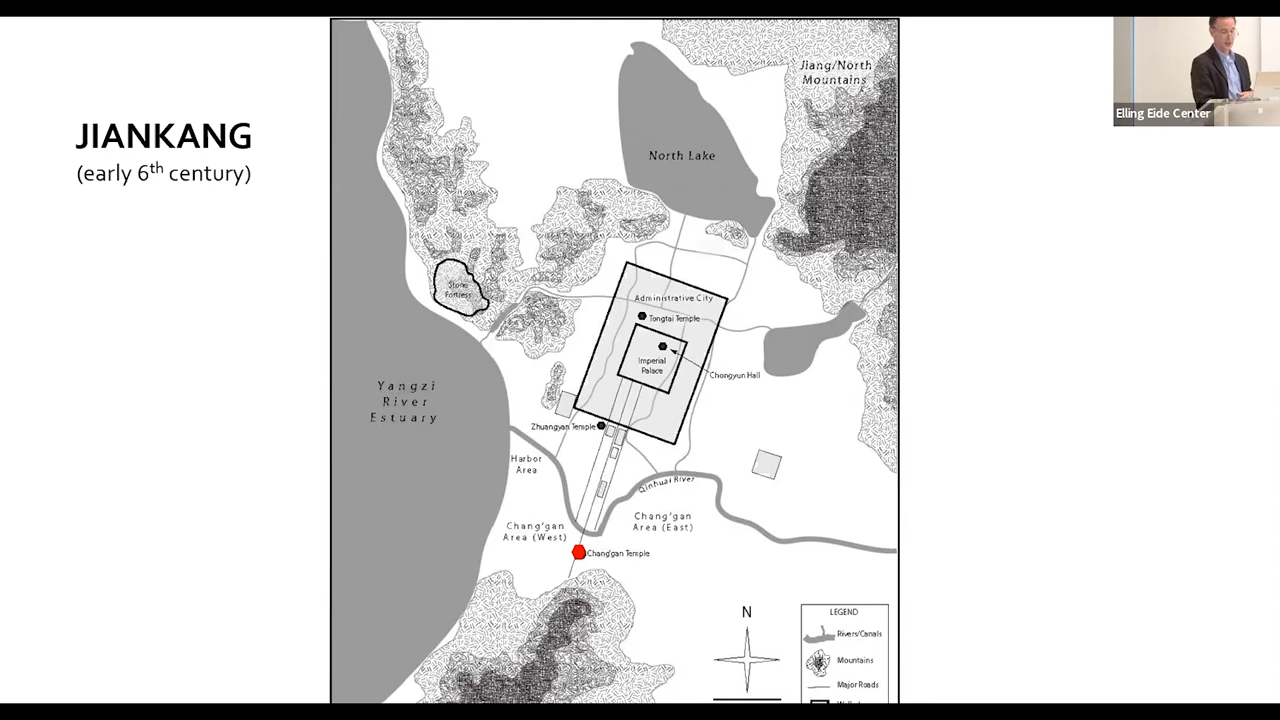 JIANKANG
(early 6th century)
Jiang/North
Mountains
North Lake
Stone
Fortress
Administrative City
Tongtai Temple
Imperial
Palace
Chongyun Hall
Yangzi
River
Estuary
Zhuangyan Temple
Harbor
Area
Qinhuai River
Chang'gan
Area (West)
Chang'gan
Area (East)
Chang'gan Temple
N
LEGEND
Rivers/Canals
Mountains
Major Roads
Elling Eide Center